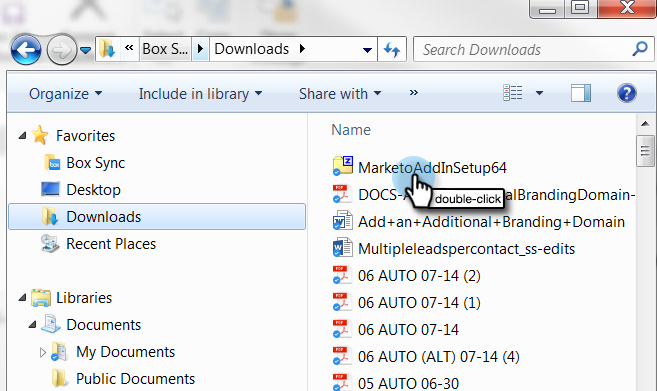 Box S... Downloads
Search Downloads
Organize Include in library Share with »
Favorites
Box Sync
Desktop
Downloads
Recent Places
Libraries
Documents
My Documents
Public Documents
Name
MarketoAddInSetup64
double-click
DOCS- alBrandingDomain-
Add+an+Additional+Branding+Domain
Multipleleadspercontact_ss-edits
06 AUTO 07-14 (2)
06 AUTO 07-14 (1)
06 AUTO 07-14
06 AUTO (ALT) 07-14 (4)
05 AUTO 06-30